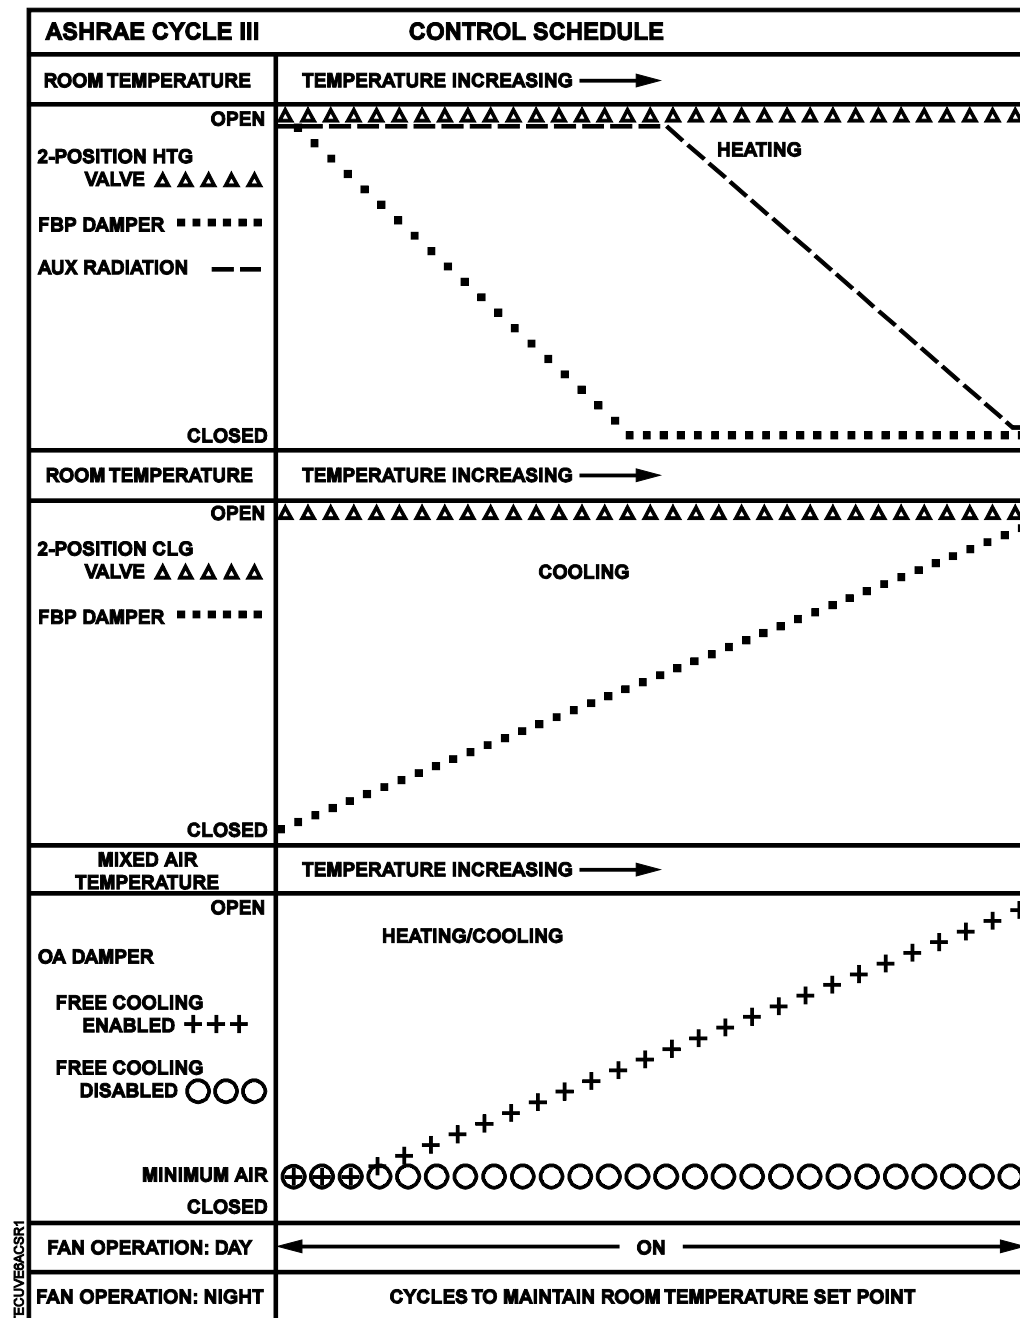 ASHRAE CYCLE III CONTROL SCHEDULE
ROOM TEMPERATURE TEMPERATURE INCREASING
OPEN
2-POSITION HTG
VALVE
HEATING
FBP DAMPER
AUX RADIATION
CLOSED
ROOM TEMPERATURE TEMPERATURE INCREASING
OPEN
2-POSITION CLG
VALVE
COOLING
FBP DAMPER
CLOSED
MIXED AIR
TEMPERATURE
TEMPERATURE INCREASING
OPEN
HEATING/COOLING
OA DAMPER
FREE COOLING
ENABLED
FREE COOLING
DISABLED
MINIMUM AIR
CLOSED
FAN OPERATION: DAY ON
FAN OPERATION: NIGHT CYCLES TO MAINTAIN ROOM TEMPERATURE SET POINT
TECUVE6ACSR1